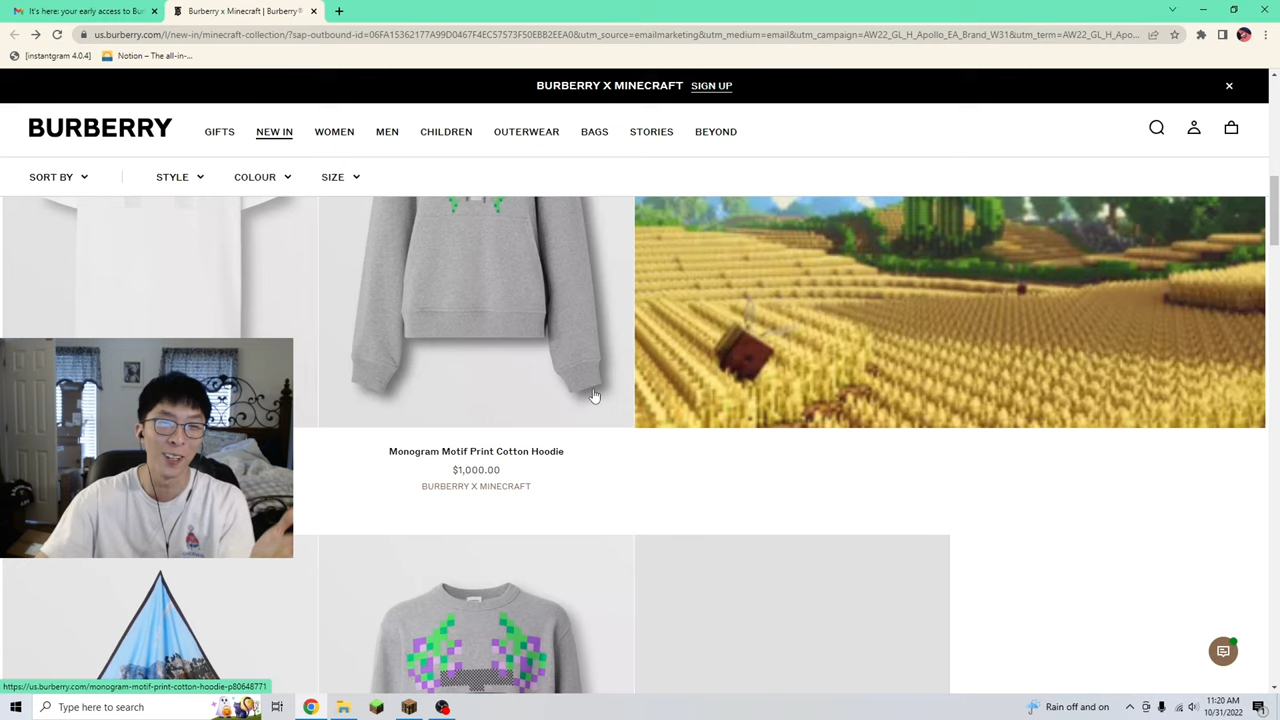 It's here: your early access to Bur
Burberry x Minecraft | Burberry®
us.burberry.com/l/new-in/minecraft-collection/?sap-outbound-id=06FA15362177A99D0467F4EC57573F50EBB2EEA0&utm_source=emailmarketing&utm_medium=email&utm_campaign=AW22_GL_H_Apollo_EA_Brand_W31&utm_term=AW22_GL_H_Apo...
[instantgram 4.0.4]
Notion – The all-in-...
BURBERRY X MINECRAFT SIGN UP
BURBERRY
GIFTS NEW IN WOMEN MEN CHILDREN OUTERWEAR BAGS STORIES BEYOND
SORT BY STYLE COLOUR SIZE
Monogram Motif Print Cotton Hoodie
$1,000.00
BURBERRY X MINECRAFT
https://us.burberry.com/monogram-motif-print-cotton-hoodie-p80648771
Type here to search
Rain off and on
11:20 AM
10/31/2022